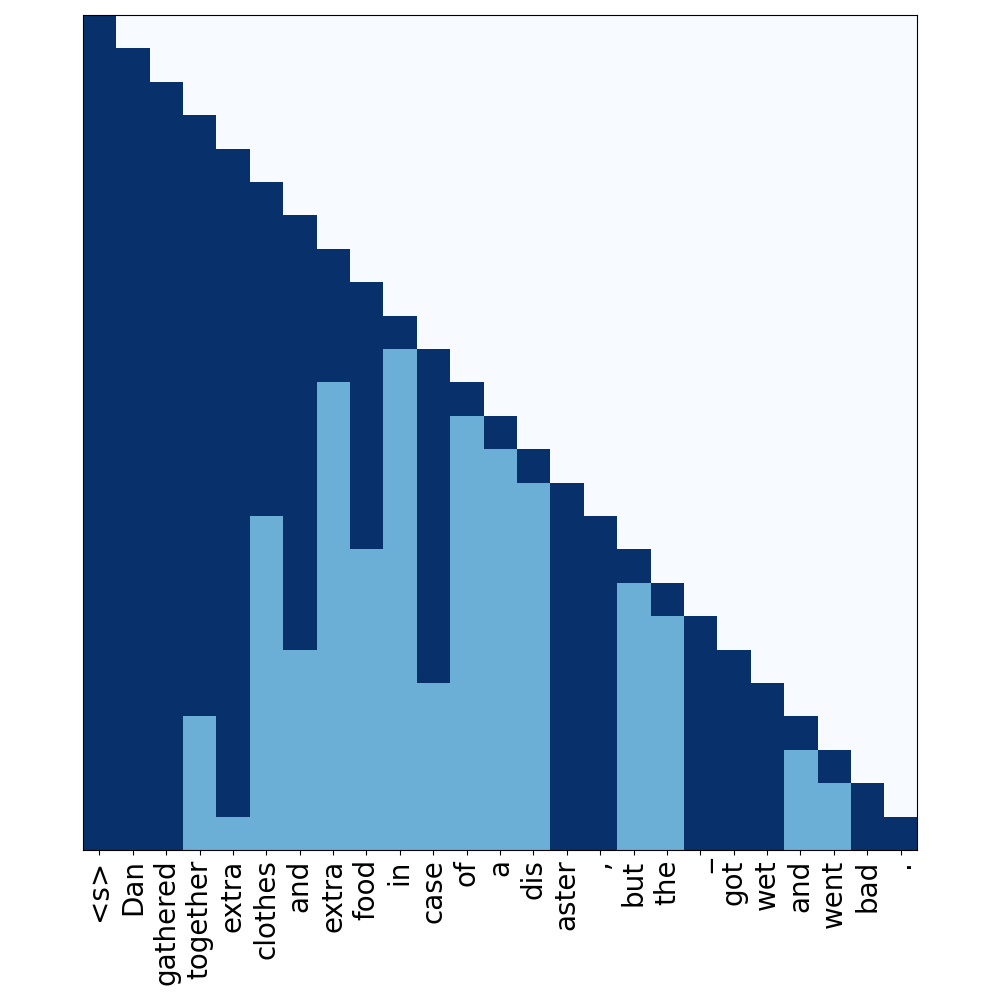 <s> Dan gathered together extra clothes and extra food in case of a dis aster , but the _ got wet and went bad .